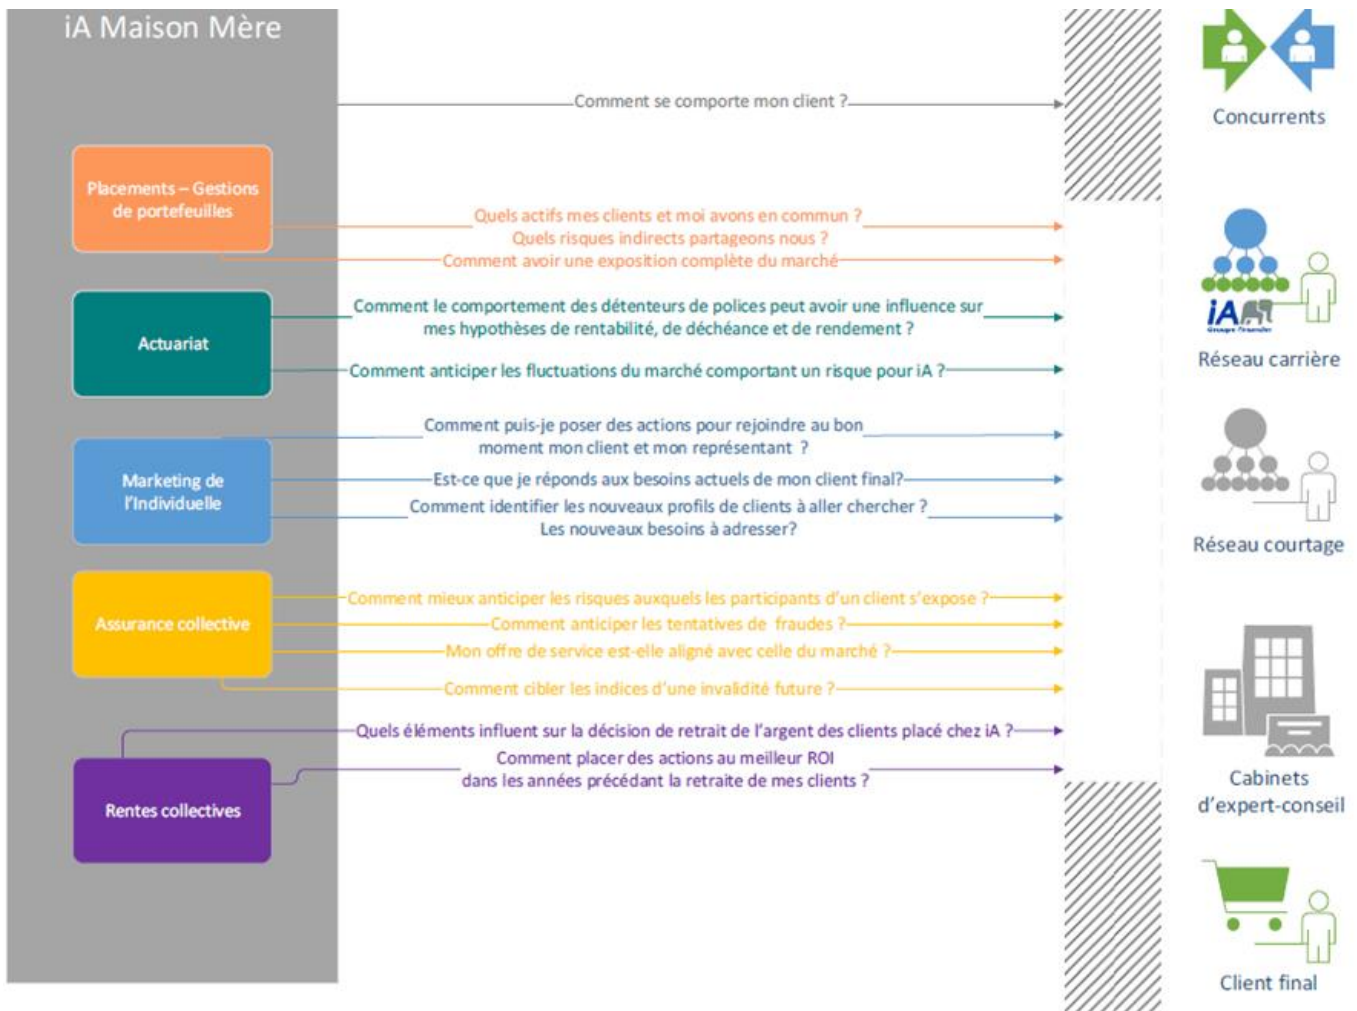 iA Maison Mère
Comment se comporte mon client ?
Concurrents
Placements – Gestions
de portefeuilles
Quels actifs mes clients et moi avons en commun ?
Quels risques indirects partageons nous ?
Comment avoir une exposition complète du marché
iA
Groupe Financier
Réseau carrière
Actuariat
Comment le comportement des détenteurs de polices peut avoir une influence sur
mes hypothèses de rentabilité, de déchéance et de rendement ?
Comment anticiper les fluctuations du marché comportant un risque pour iA ?
Marketing de
l'Individuelle
Comment puis-je poser des actions pour rejoindre au bon
moment mon client et mon représentant  ?
Est-ce que je réponds aux besoins actuels de mon client final?
Comment identifier les nouveaux profils de clients à aller chercher ?
Les nouveaux besoins à adresser?
Réseau courtage
Assurance collective
Comment mieux anticiper les risques auxquels les participants d'un client s'expose ?
Comment anticiper les tentatives de  fraudes ?
Mon offre de service est-elle aligné avec celle du marché ?
Comment cibler les indices d'une invalidité future ?
Rentes collectives
Quels éléments influent sur la décision de retrait de l'argent des clients placé chez iA ?
Comment placer des actions au meilleur ROI
dans les années précédant la retraite de mes clients ?
Cabinets
d'expert-conseil
Client final